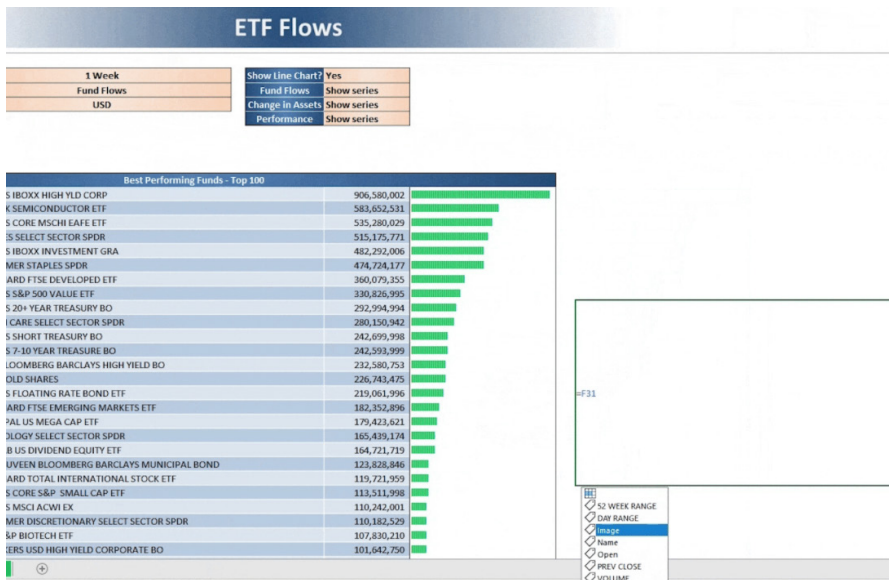 ETF Flows
1 Week
Fund Flows
USD
Show Line Chart? Yes
Fund Flows Show series
Change in Assets Show series
Performance Show series
Best Performing Funds - Top 100
S IBOXX HIGH YLD CORP 906,580,002
K SEMICONDUCTOR ETF 583,652,531
S CORE MSCHI EAFE ETF 535,280,029
ES SELECT SECTOR SPDR 515,175,771
S IBOXX INVESTMENT GRA 482,292,006
MER STAPLES SPDR 474,724,177
ARD FTSE DEVELOPED ETF 360,079,355
S S&P 500 VALUE ETF 330,826,995
S 20+ YEAR TREASURY BO 292,994,994
CARE SELECT SECTOR SPDR 280,150,942
S SHORT TREASURY BO 242,699,998
S 7-10 YEAR TREASURE BO 242,593,999
LOOMBERG BARCLAYS HIGH YIELD BO 232,580,753
OLD SHARES 226,743,475
S FLOATING RATE BOND ETF 219,061,996
ARD FTSE EMERGING MARKETS ETF 182,352,896
PAL US MEGA CAP ETF 179,423,621
OLOGY SELECT SECTOR SPDR 165,439,174
B US DIVIDEND EQUITY ETF 164,721,719
UVEEN BLOOMBERG BARCLAYS MUNICIPAL BOND 123,828,846
ARD TOTAL INTERNATIONAL STOCK ETF 119,721,959
S CORE S&P SMALL CAP ETF 113,511,998
S MSCI ACWI EX 110,242,001
MER DISCRETIONARY SELECT SECTOR SPDR 110,182,529
&P BIOTECH ETF 107,830,210
KERS USD HIGH YIELD CORPORATE BO 101,642,750
=F31
52 WEEK RANGE
DAY RANGE
Image
Name
Open
PREV CLOSE
VOLUME